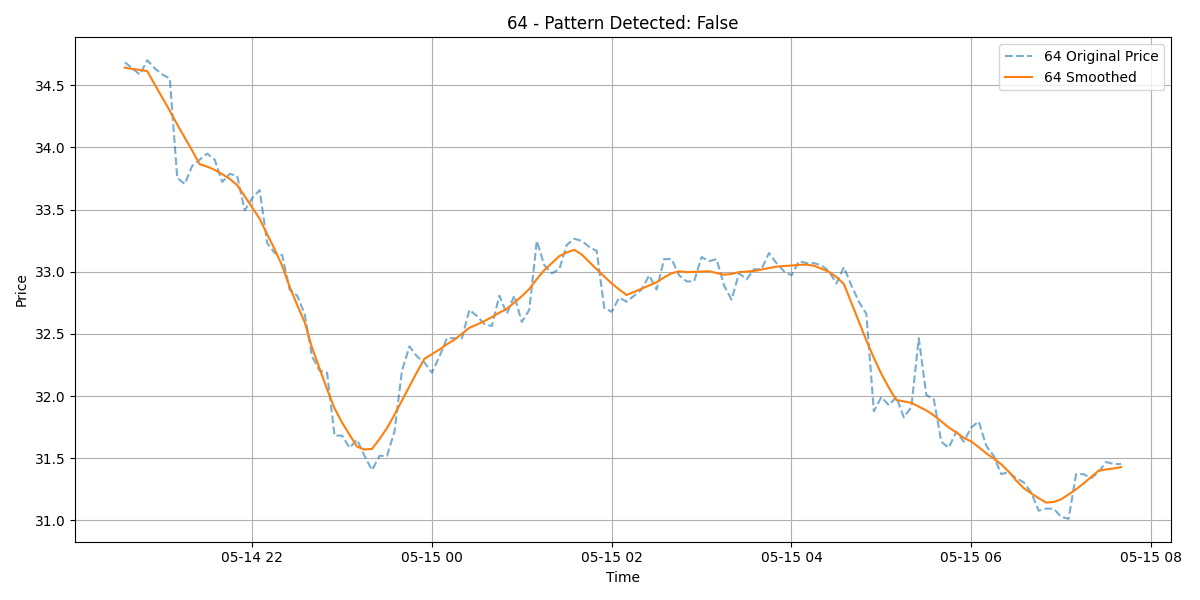 64 - Pattern Detected: False
64 Original Price
64 Smoothed
Price
34.5
34.0
33.5
33.0
32.5
32.0
31.5
31.0
05-14 22
05-15 00
05-15 02
05-15 04
05-15 06
05-15 08
Time